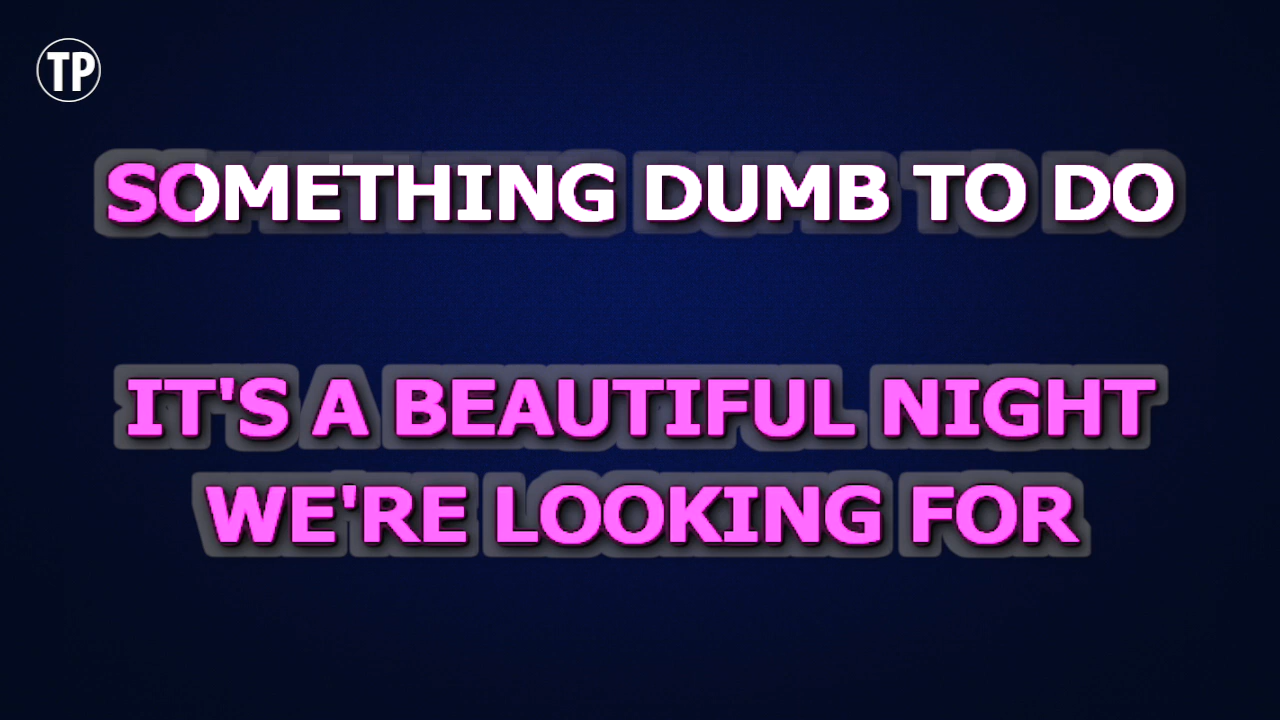 TP
SOMETHING DUMB TO DO
IT'S A BEAUTIFUL NIGHT
WE'RE LOOKING FOR